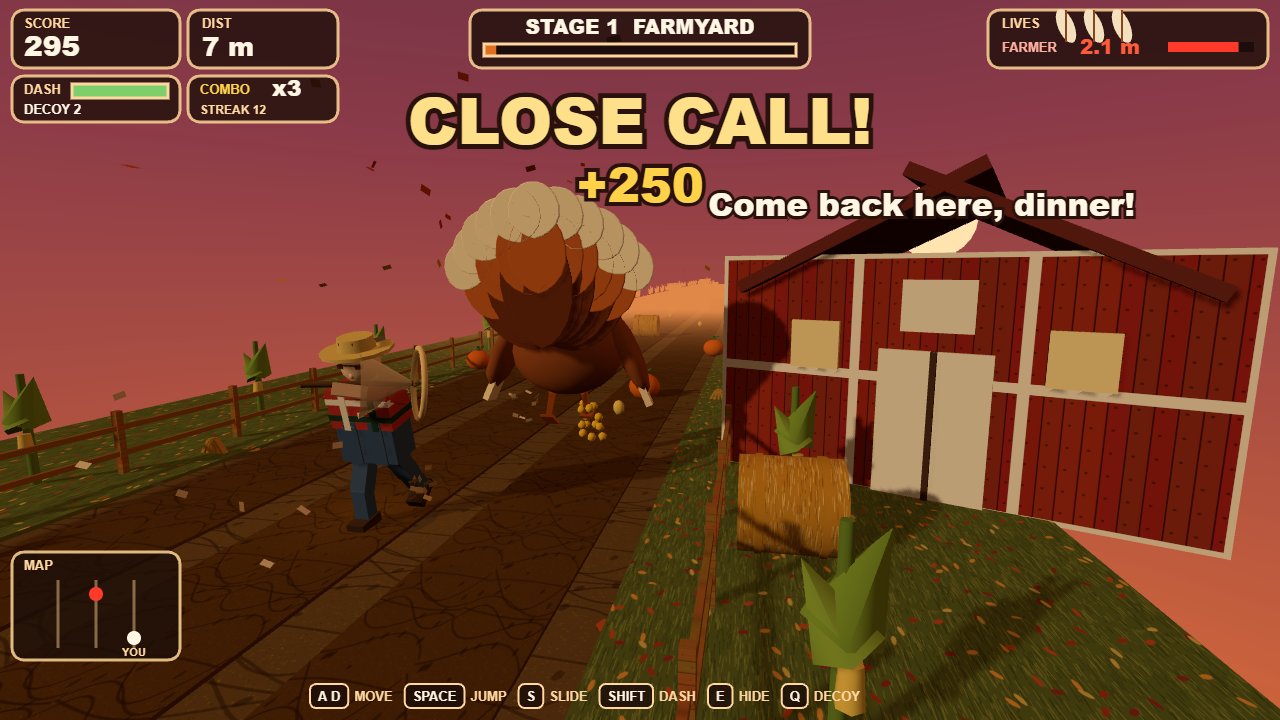 SCORE
295
DIST
7 m
STAGE 1 FARMYARD
LIVES
FARMER 2.1 m
DASH
DECOY 2
COMBO x3
STREAK 12
CLOSE CALL!
+250
Come back here, dinner!
MAP
YOU
A D MOVE SPACE JUMP S SLIDE SHIFT DASH E HIDE Q DECOY